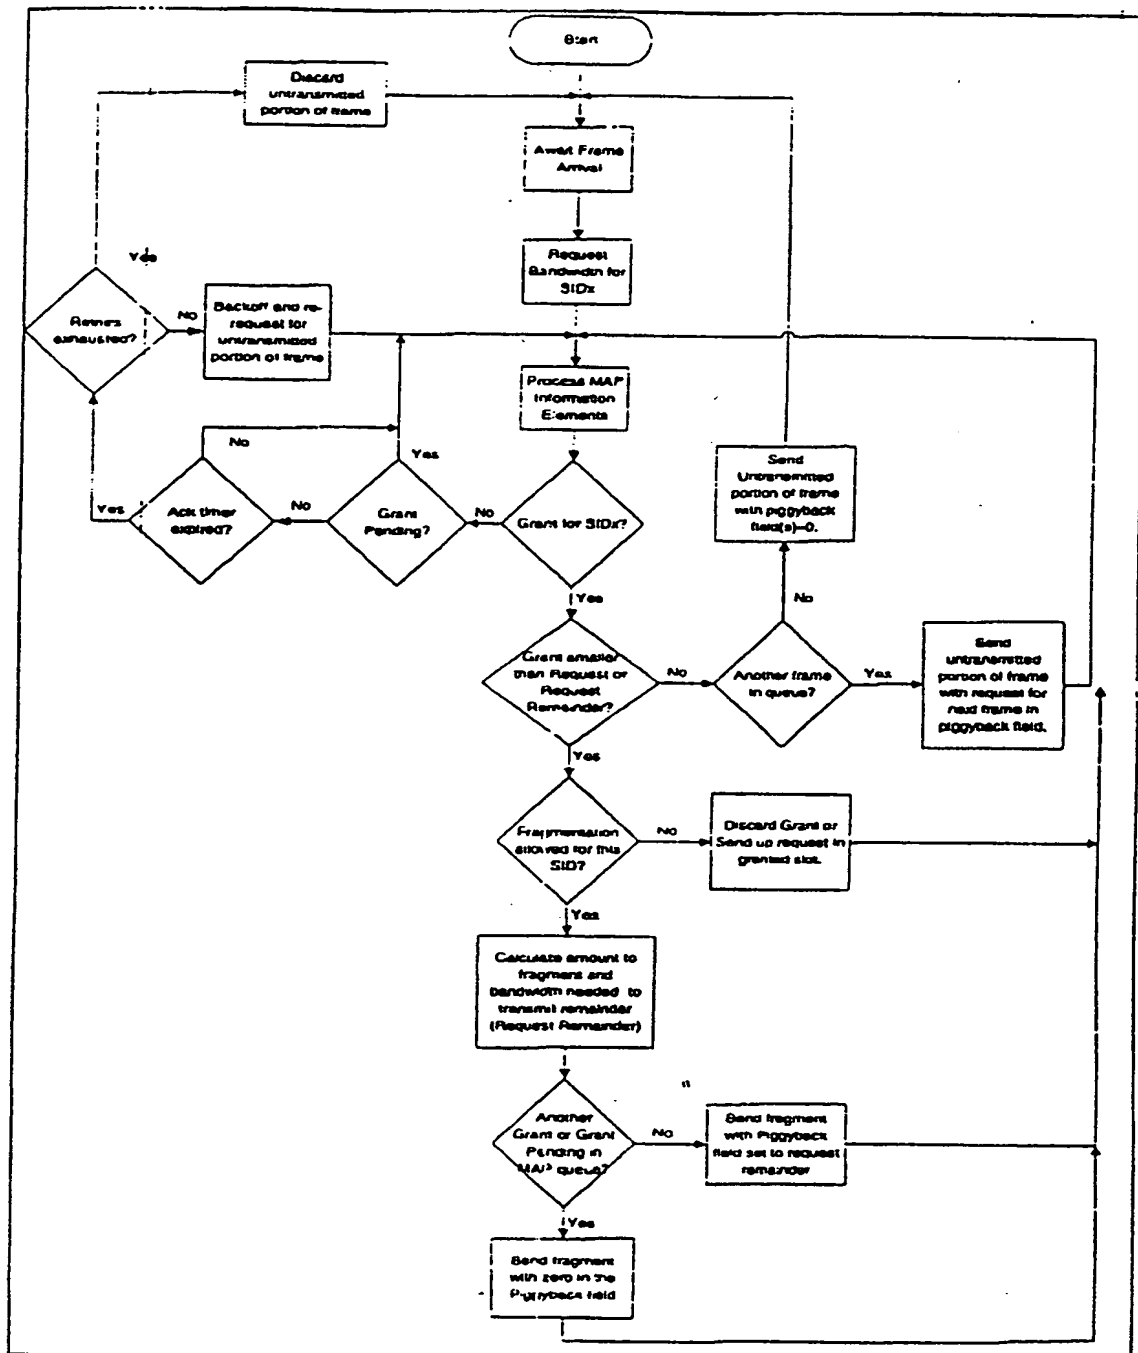 Start
Discard
untransmitted
portion of frame
Await Frame
Arrival
Request
Bandwidth for
SIDx
Yes
Retries
exhausted?
No
Backoff and re-
request for
untransmitted
portion of frame
Process MAP
Information
Elements
No
Yes
Send
Untransmitted
portion of frame
with piggyback
field(s)=0.
Yes
Ack timer
expired?
No
Grant
Pending?
No
Grant for SIDx?
Yes
No
Grant smaller
than Request or
Request
Remainder?
No
Another frame
in queue?
Yes
Send
untransmitted
portion of frame
with request for
next frame in
piggyback field.
Yes
Fragmentation
allowed for this
SID?
No
Discard Grant or
Send up request in
granted slot.
Yes
Calculate amount to
fragment and
bandwidth needed to
transmit remainder
(Request Remainder)
Another
Grant or Grant
Pending in
MAP queue?
No
Send fragment
with Piggyback
field set to request
remainder
Yes
Send fragment
with zero in the
Piggyback field